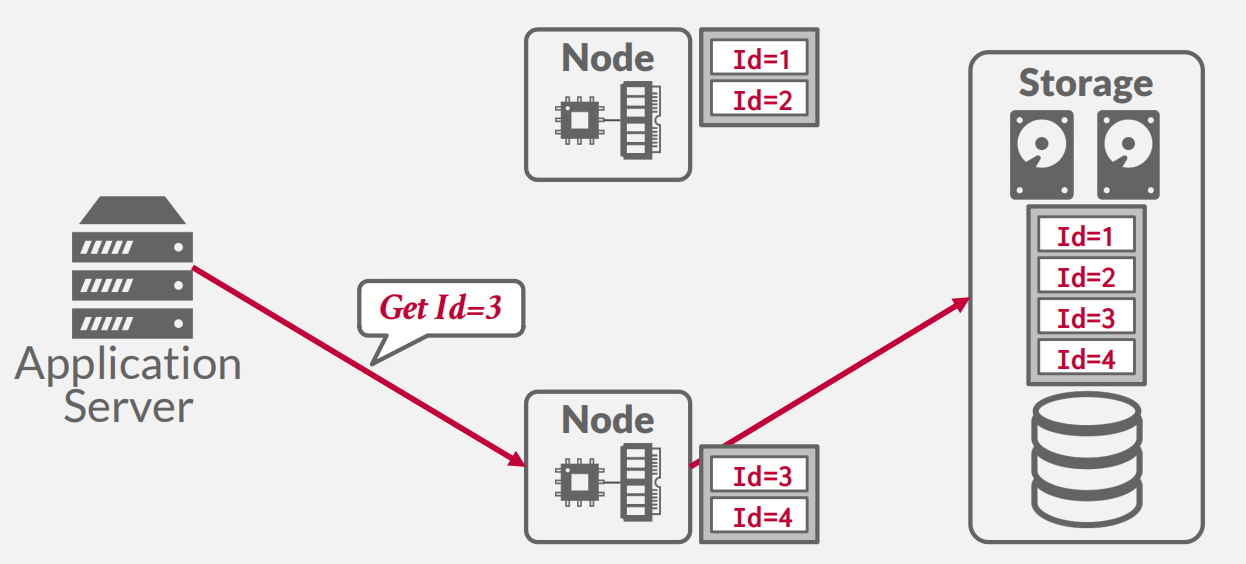 Node
Id=1
Id=2
Storage
Id=1
Id=2
Id=3
Id=4
Get Id=3
Application
Server
Node
Id=3
Id=4